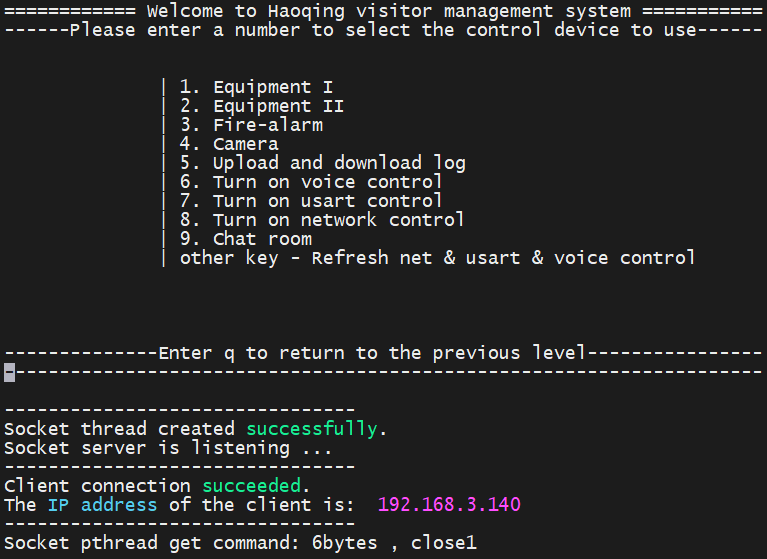 ============ Welcome to Haoqing visitor management system ===========
------Please enter a number to select the control device to use------
| 1. Equipment I
| 2. Equipment II
| 3. Fire-alarm
| 4. Camera
| 5. Upload and download log
| 6. Turn on voice control
| 7. Turn on usart control
| 8. Turn on network control
| 9. Chat room
| other key - Refresh net & usart & voice control
--------------Enter q to return to the previous level----------------
---------------------------------------------------------------------
--------------------------------
Socket thread created successfully.
Socket server is listening ...
--------------------------------
Client connection succeeded.
The IP address of the client is:  192.168.3.140
--------------------------------
Socket pthread get command: 6bytes , close1